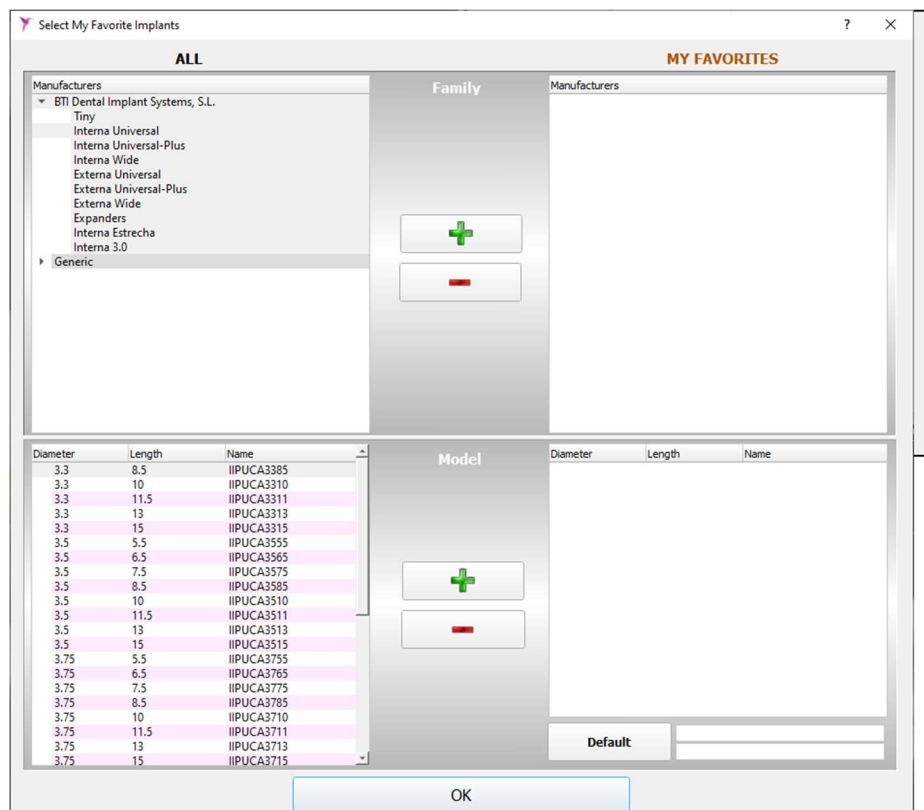 Select My Favorite Implants ?
ALL
MY FAVORITES
Manufacturers
BTI Dental Implant Systems, S.L.
Tiny
Interna Universal
Interna Universal-Plus
Interna Wide
Externa Universal
Externa Universal-Plus
Externa Wide
Expanders
Interna Estrecha
Interna 3.0
Generic
Family
Manufacturers
Diameter Length Name
3.3 8.5 IIPUCA3385
3.3 10 IIPUCA3310
3.3 11.5 IIPUCA3311
3.3 13 IIPUCA3313
3.3 15 IIPUCA3315
3.5 5.5 IIPUCA3555
3.5 6.5 IIPUCA3565
3.5 7.5 IIPUCA3575
3.5 8.5 IIPUCA3585
3.5 10 IIPUCA3510
3.5 11.5 IIPUCA3511
3.5 13 IIPUCA3513
3.5 15 IIPUCA3515
3.75 5.5 IIPUCA3755
3.75 6.5 IIPUCA3765
3.75 7.5 IIPUCA3775
3.75 8.5 IIPUCA3785
3.75 10 IIPUCA3710
3.75 11.5 IIPUCA3711
3.75 13 IIPUCA3713
3.75 15 IIPUCA3715
Model
Diameter Length Name
Default
OK